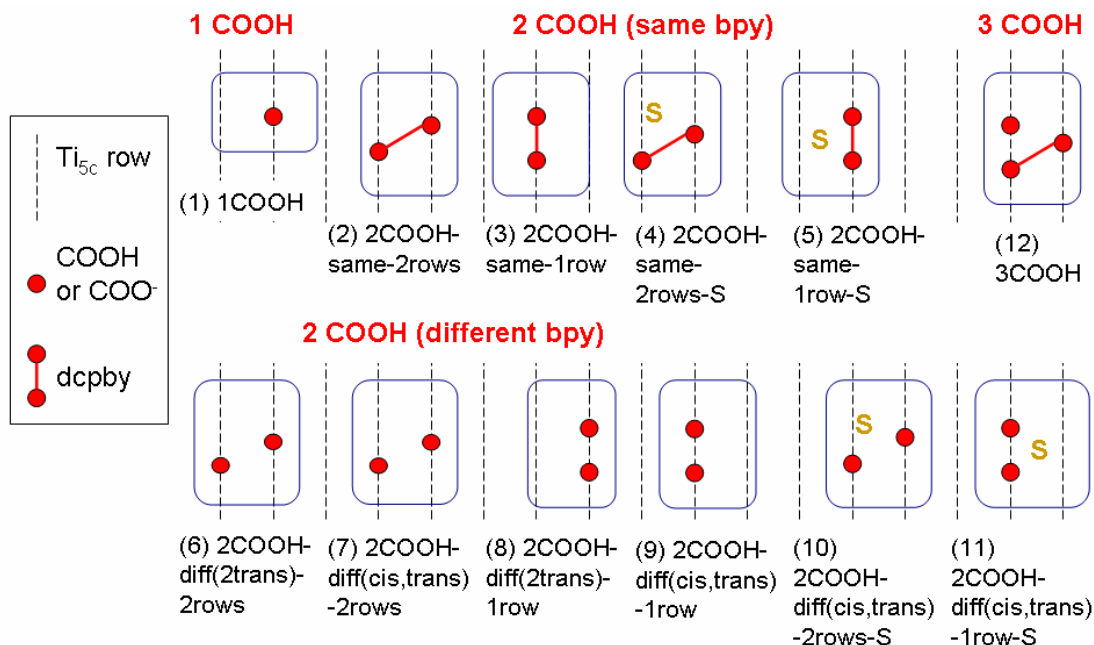 1 COOH
2 COOH (same bpy)
3 COOH
Ti5c row
COOH
or COO-
dcpby
(1) 1COOH
(2) 2COOH-
same-2rows
(3) 2COOH-
same-1row
(4) 2COOH-
same-
2rows-S
(5) 2COOH-
same-
1row-S
(12)
3COOH
S
S
2 COOH (different bpy)
S
S
(6) 2COOH-
diff(2trans)-
2rows
(7) 2COOH-
diff(cis,trans)
-2rows
(8) 2COOH-
diff(2trans)-
1row
(9) 2COOH-
diff(cis,trans)
-1row
(10)
2COOH-
diff(cis,trans)
-2rows-S
(11)
2COOH-
diff(cis,trans)
-1row-S